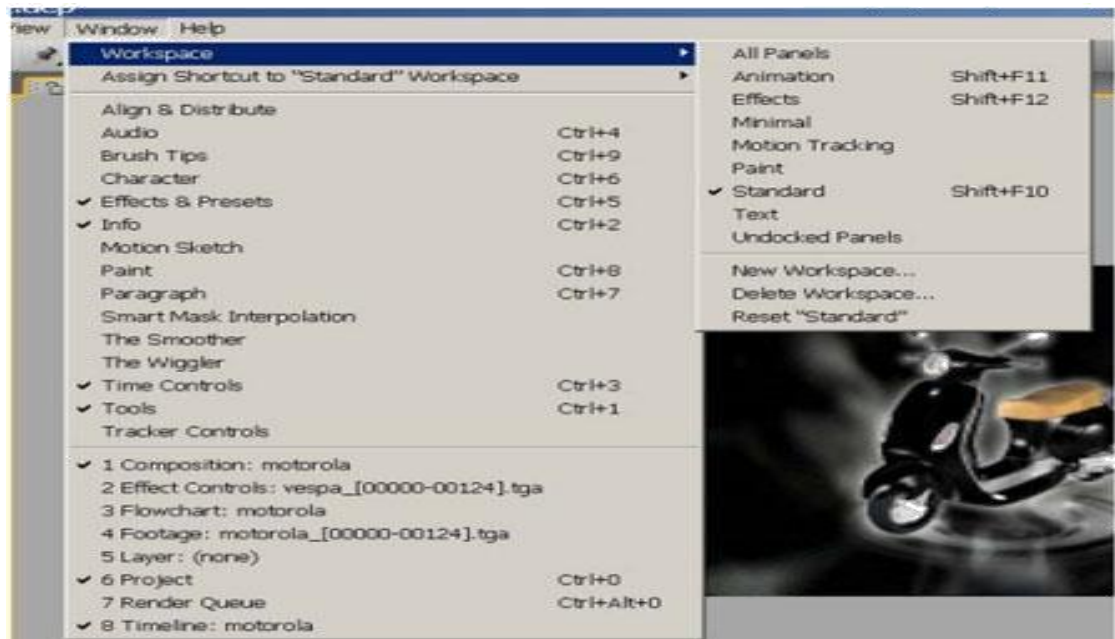 View Window Help
Workspace
Assign Shortcut to "Standard" Workspace
Align & Distribute
Audio Ctrl+4
Brush Tips Ctrl+9
Character Ctrl+6
Effects & Presets Ctrl+5
Info Ctrl+2
Motion Sketch
Paint Ctrl+8
Paragraph Ctrl+7
Smart Mask Interpolation
The Smoother
The Wiggler
Time Controls Ctrl+3
Tools Ctrl+1
Tracker Controls
1 Composition: motorola
2 Effect Controls: vespa_[00000-00124].tga
3 Flowchart: motorola
4 Footage: motorola_[00000-00124].tga
5 Layer: (none)
6 Project Ctrl+0
7 Render Queue Ctrl+Alt+0
8 Timeline: motorola
All Panels
Animation Shift+F11
Effects Shift+F12
Minimal
Motion Tracking
Paint
Standard Shift+F10
Text
Undocked Panels
New Workspace...
Delete Workspace...
Reset "Standard"